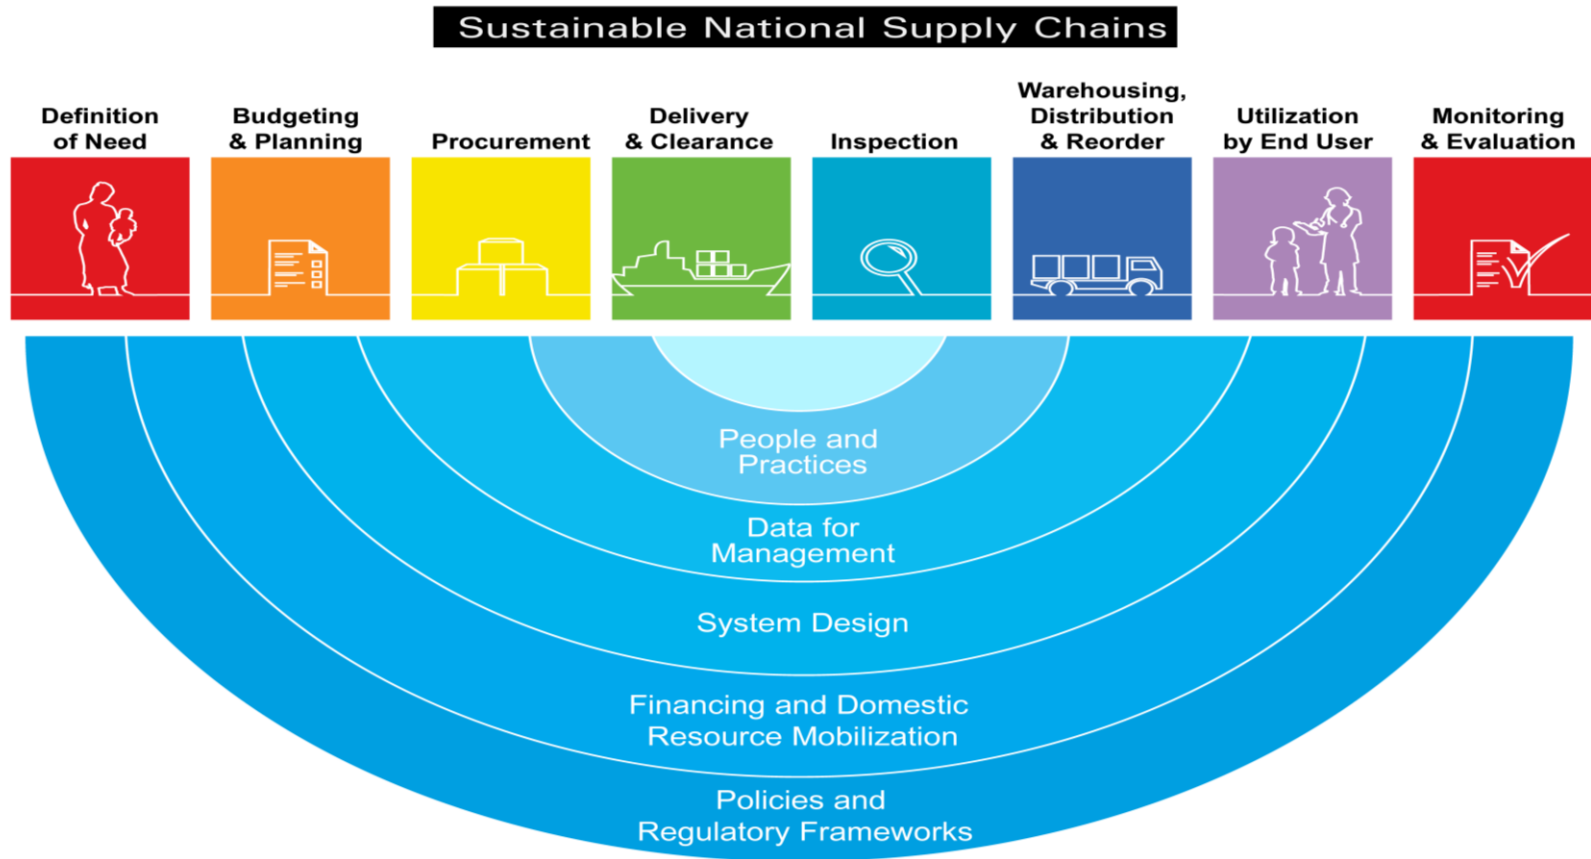 Sustainable National Supply Chains
Definition
of Need
Budgeting
& Planning
Procurement
Delivery
& Clearance
Inspection
Warehousing,
Distribution
& Reorder
Utilization
by End User
Monitoring
& Evaluation
People and
Practices
Data for
Management
System Design
Financing and Domestic
Resource Mobilization
Policies and
Regulatory Frameworks